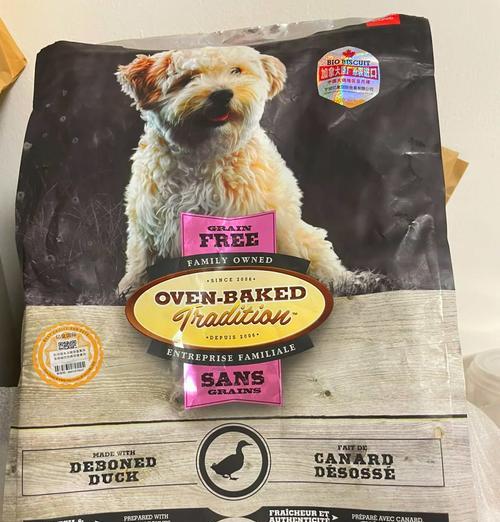 BIO BISCUIT
GRAIN
FREE
FAMILY OWNED
• SINCE 2006 •
OVEN-BAKED
Tradition™
• DEPUIS 2006 •
ENTREPRISE FAMILIALE
SANS
GRAINS
MADE WITH
DEBONED
DUCK
FAIT DE
CANARD
DÉSOSSÉ
PREPARED WITH
FRAÎCHEUR ET
AUTHENTICITÉ
PRÉPARÉ AVEC CANARD